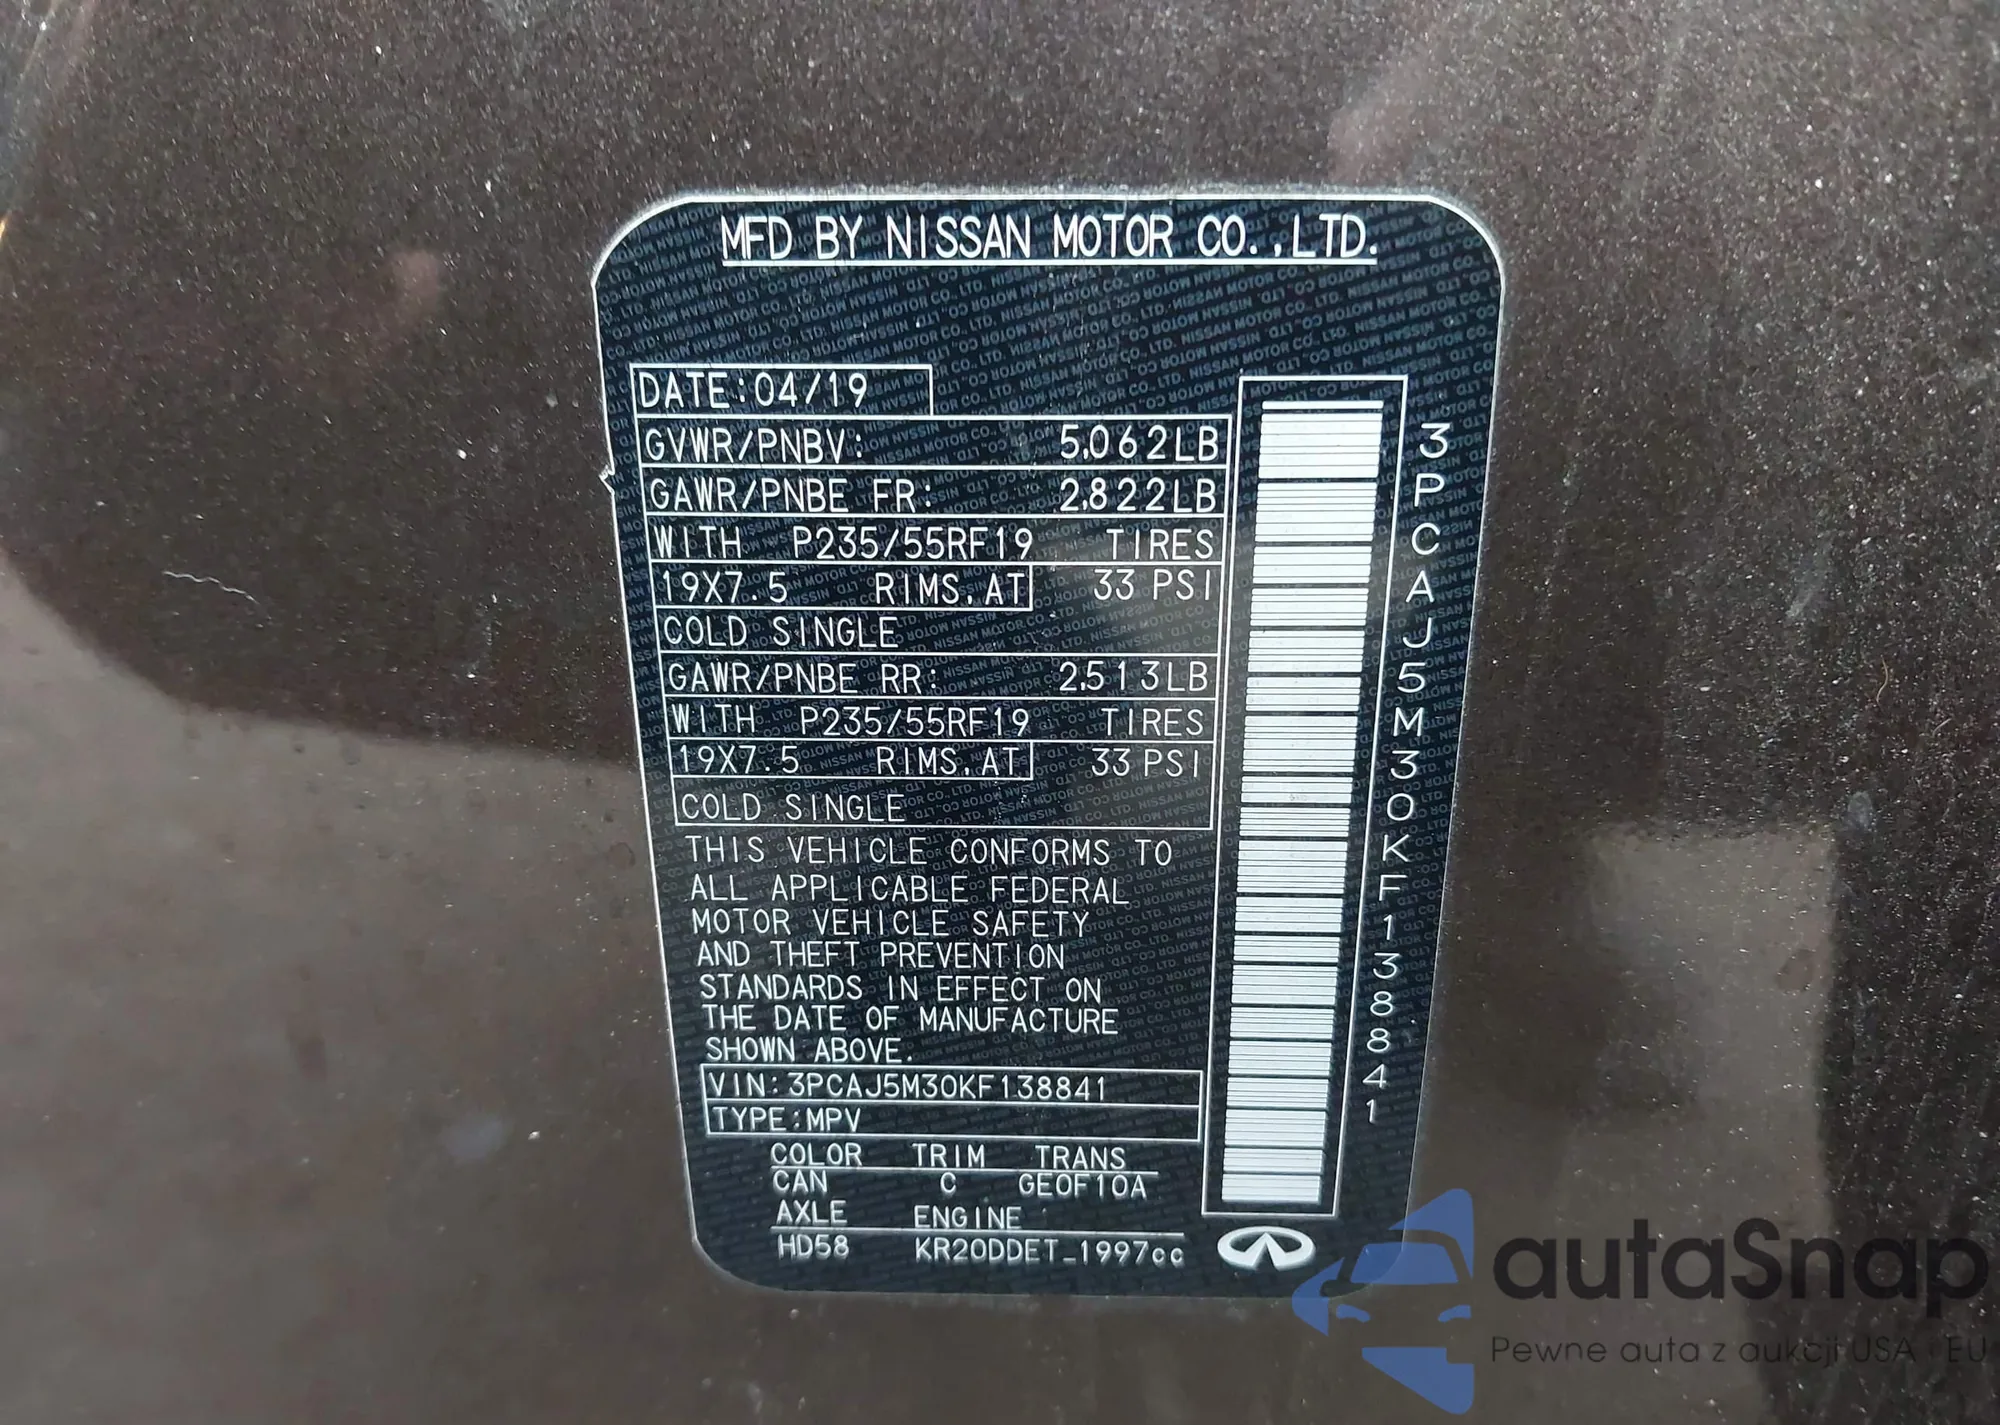 MFD BY NISSAN MOTOR CO.,LTD.
DATE:04/19
GVWR/PNBV: 5,062LB
GAWR/PNBE FR: 2,822LB
WITH P235/55RF19 TIRES
19X7.5 RIMS,AT 33 PSI
COLD SINGLE
GAWR/PNBE RR: 2,513LB
WITH P235/55RF19 TIRES
19X7.5 RIMS,AT 33 PSI
COLD SINGLE
THIS VEHICLE CONFORMS TO
ALL APPLICABLE FEDERAL
MOTOR VEHICLE SAFETY
AND THEFT PREVENTION
STANDARDS IN EFFECT ON
THE DATE OF MANUFACTURE
SHOWN ABOVE.
VIN:3PCAJ5M30KF138841
TYPE:MPV
COLOR TRIM TRANS
CAN C GE0F10A
AXLE ENGINE
HD58 KR20DDET_1997cc
3PCAJ5M30KF138841
autaSnap
Pewne auta z aukcji USA i EU